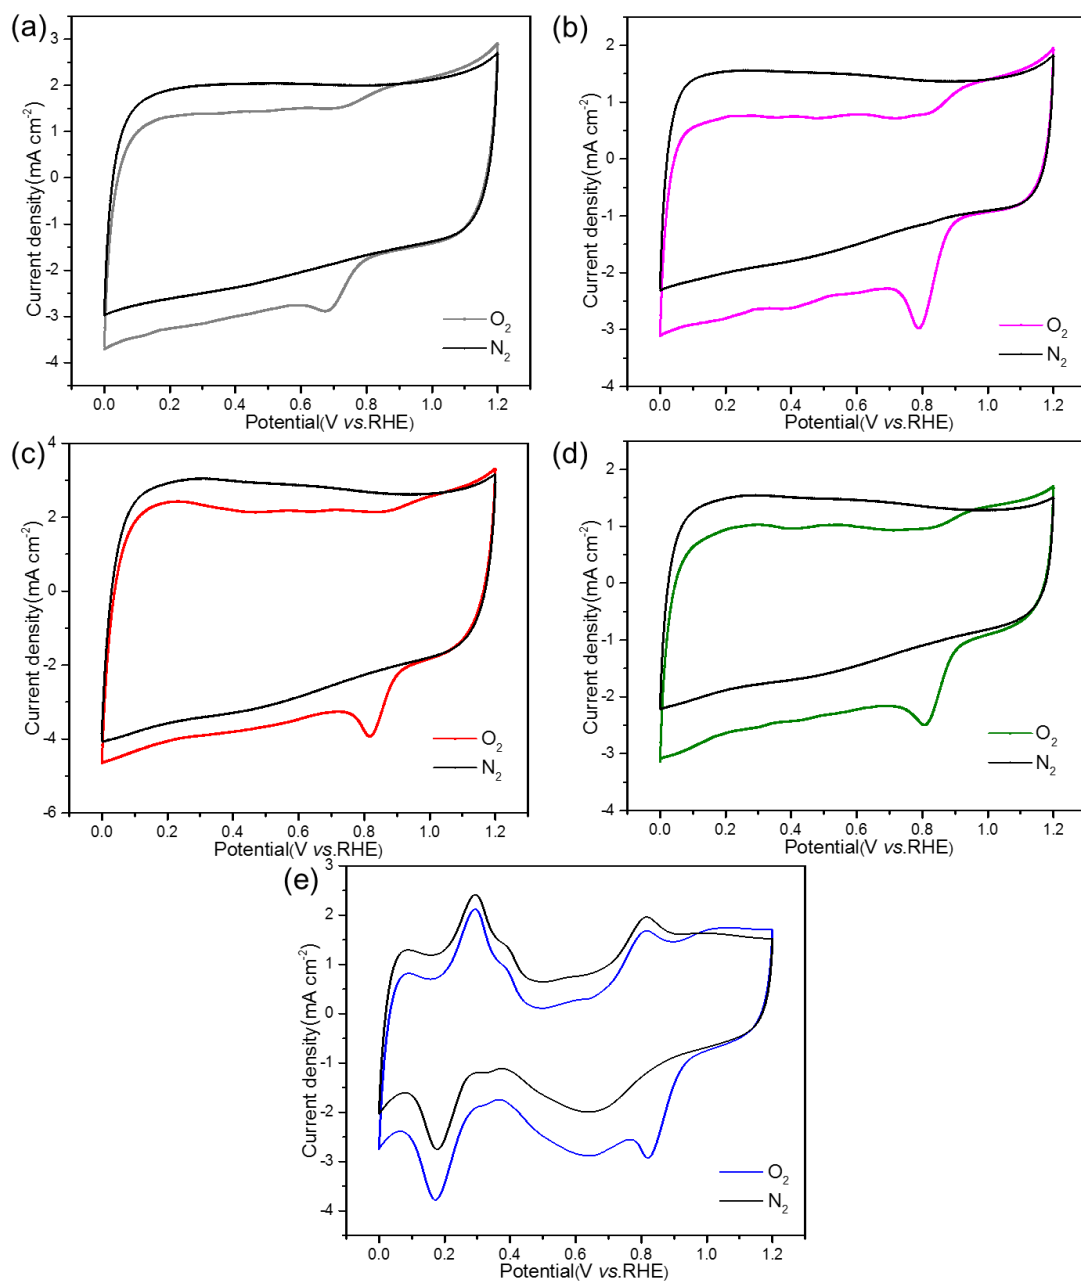 (a)
3
2
1
0
-1
-2
-3
-4
Current density(mA cm⁻²)
O₂
N₂
0.0 0.2 0.4 0.6 0.8 1.0 1.2
Potential(V vs.RHE)
(b)
2
1
0
-1
-2
-3
-4
Current density(mA cm⁻²)
O₂
N₂
0.0 0.2 0.4 0.6 0.8 1.0 1.2
Potential(V vs.RHE)
(c)
4
2
0
-2
-4
-6
Current density(mA cm⁻²)
O₂
N₂
0.0 0.2 0.4 0.6 0.8 1.0 1.2
Potential(V vs.RHE)
(d)
2
1
0
-1
-2
-3
-4
Current density(mA cm⁻²)
O₂
N₂
0.0 0.2 0.4 0.6 0.8 1.0 1.2
Potential(V vs.RHE)
(e)
3
2
1
0
-1
-2
-3
-4
Current density(mA cm⁻²)
O₂
N₂
0.0 0.2 0.4 0.6 0.8 1.0 1.2
Potential(V vs.RHE)